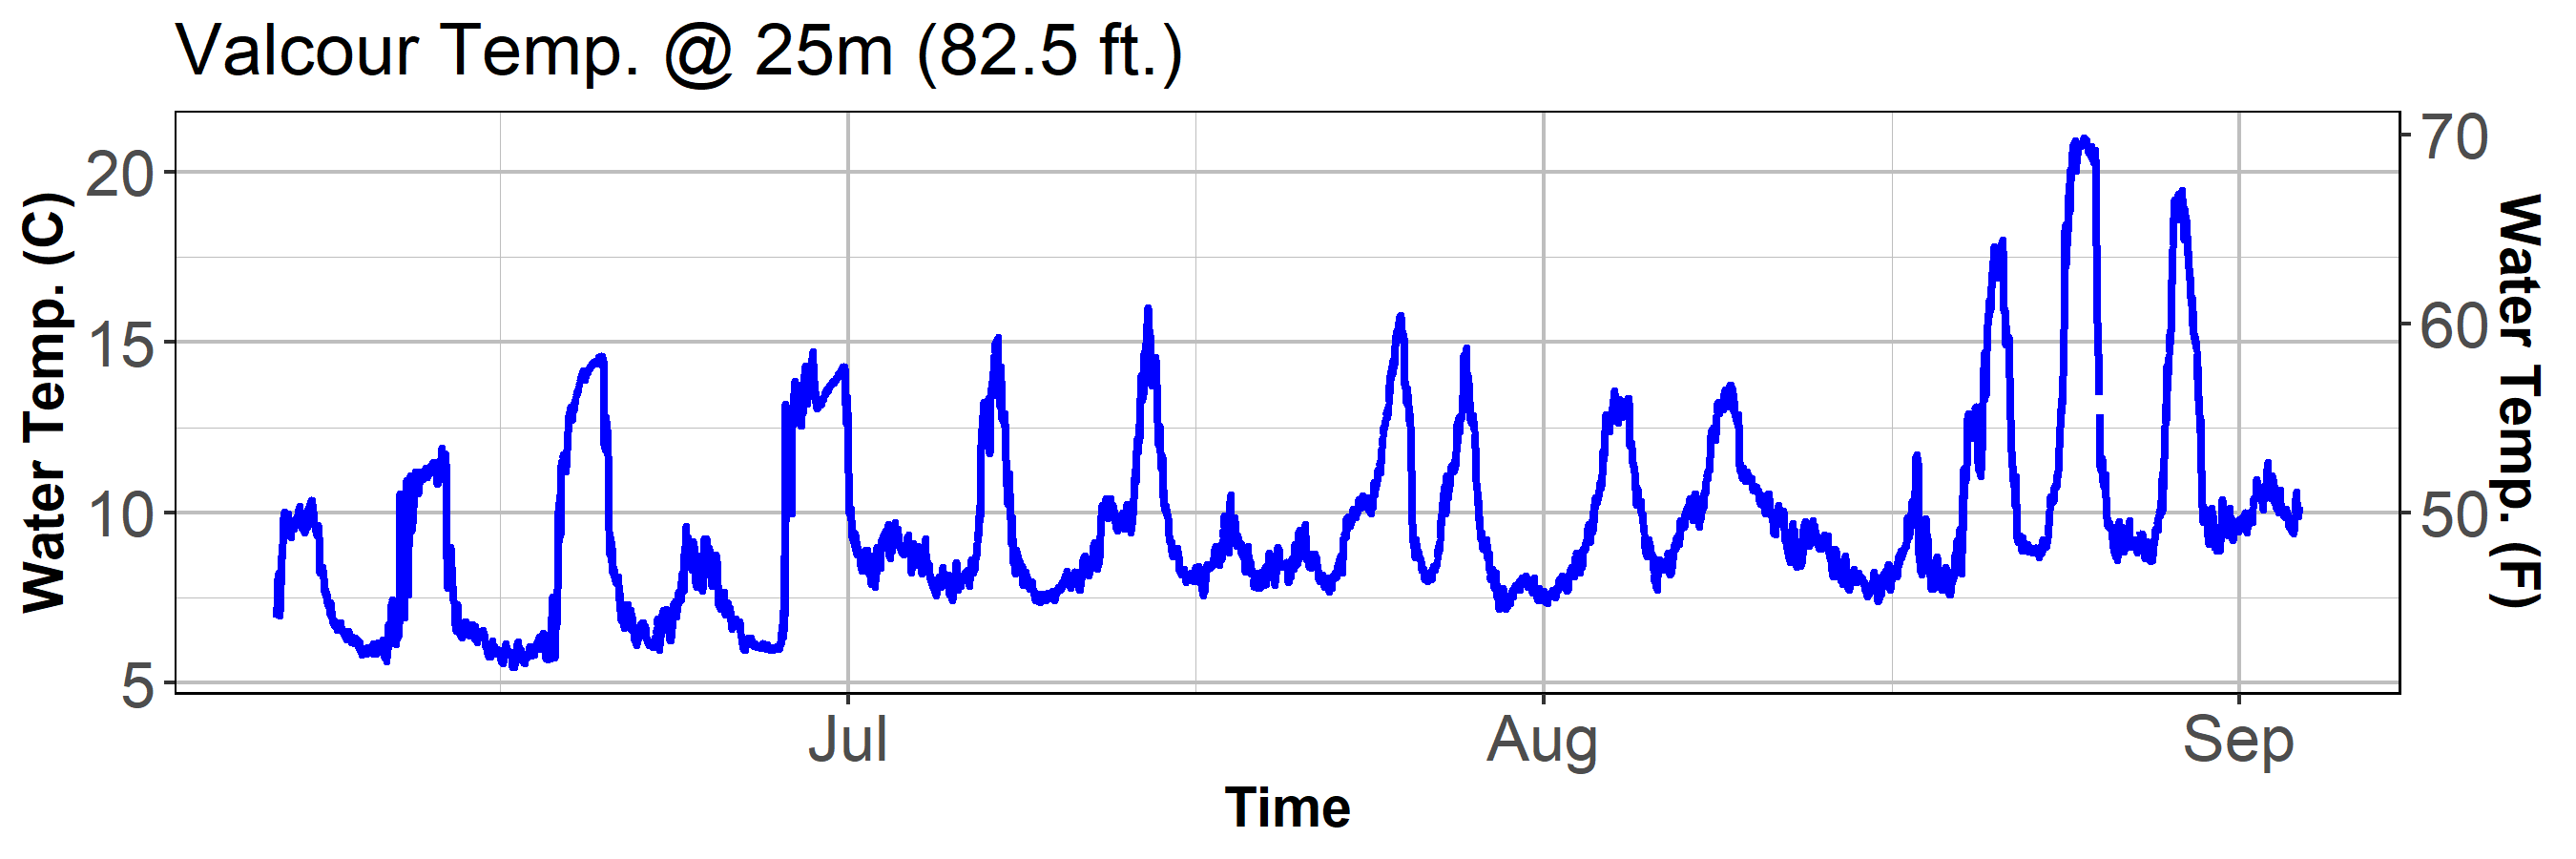 Valcour Temp. @ 25m (82.5 ft.)
Water Temp. (C)
20
15
10
5
70
60
50
Water Temp. (F)
Jul
Aug
Sep
Time